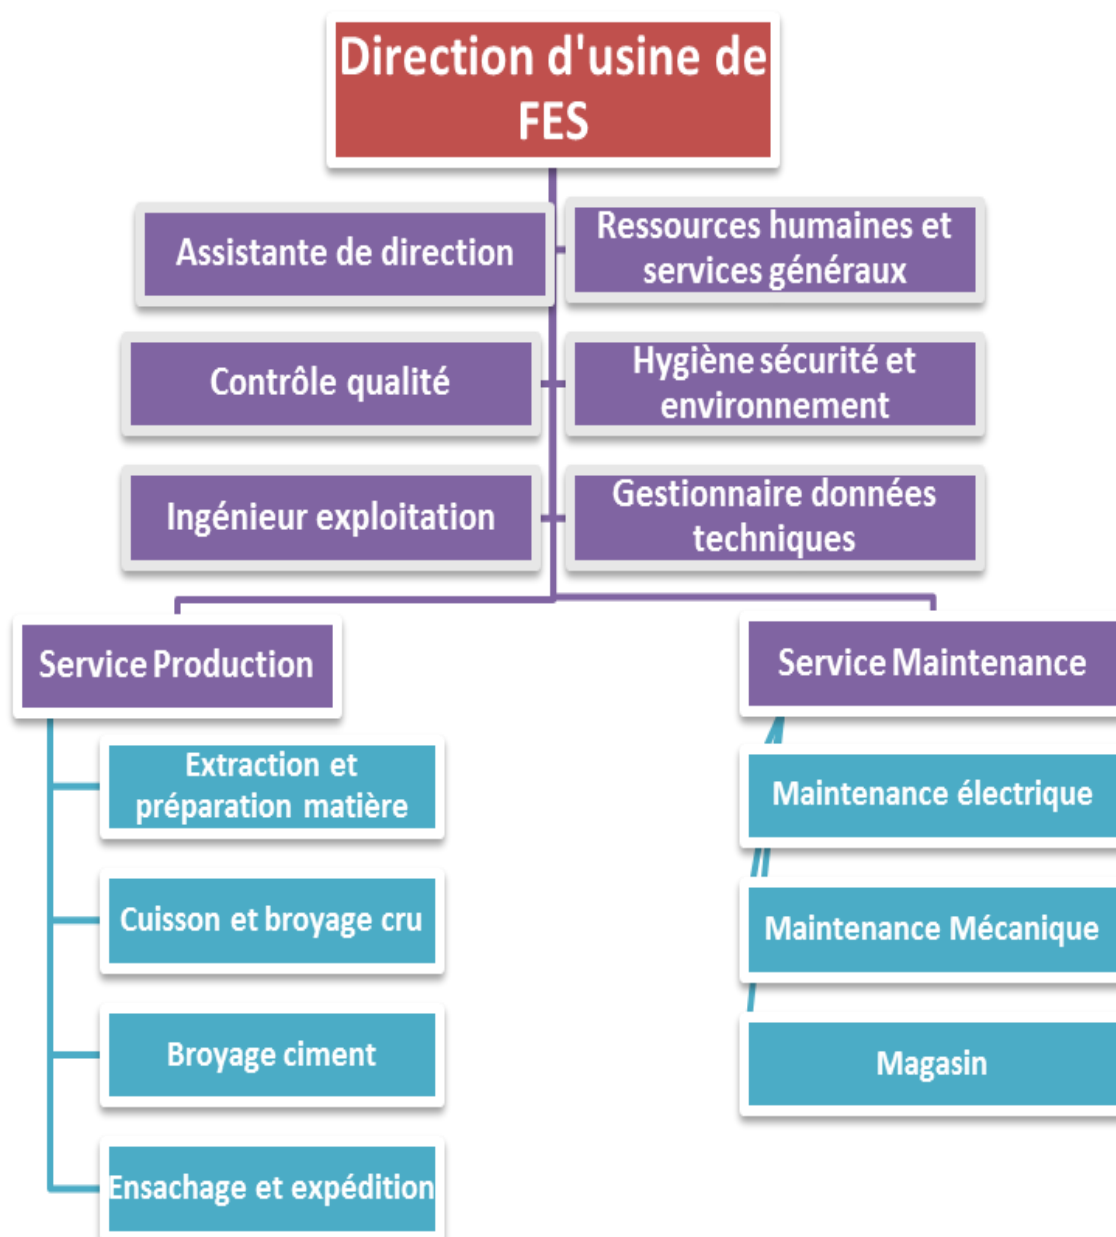 Direction d'usine de
FES
Assistante de direction
Ressources humaines et
services généraux
Contrôle qualité
Hygiène sécurité et
environnement
Ingénieur exploitation
Gestionnaire données
techniques
Service Production
Service Maintenance
Extraction et
préparation matière
Cuisson et broyage cru
Broyage ciment
Ensachage et expédition
Maintenance électrique
Maintenance Mécanique
Magasin